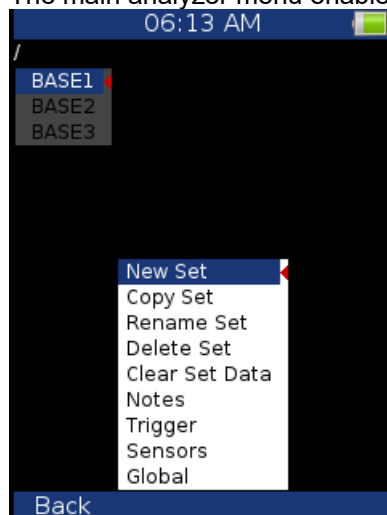 The main analyzer menu enable
06:13 AM
/
BASE1
BASE2
BASE3
New Set
Copy Set
Rename Set
Delete Set
Clear Set Data
Notes
Trigger
Sensors
Global
Back